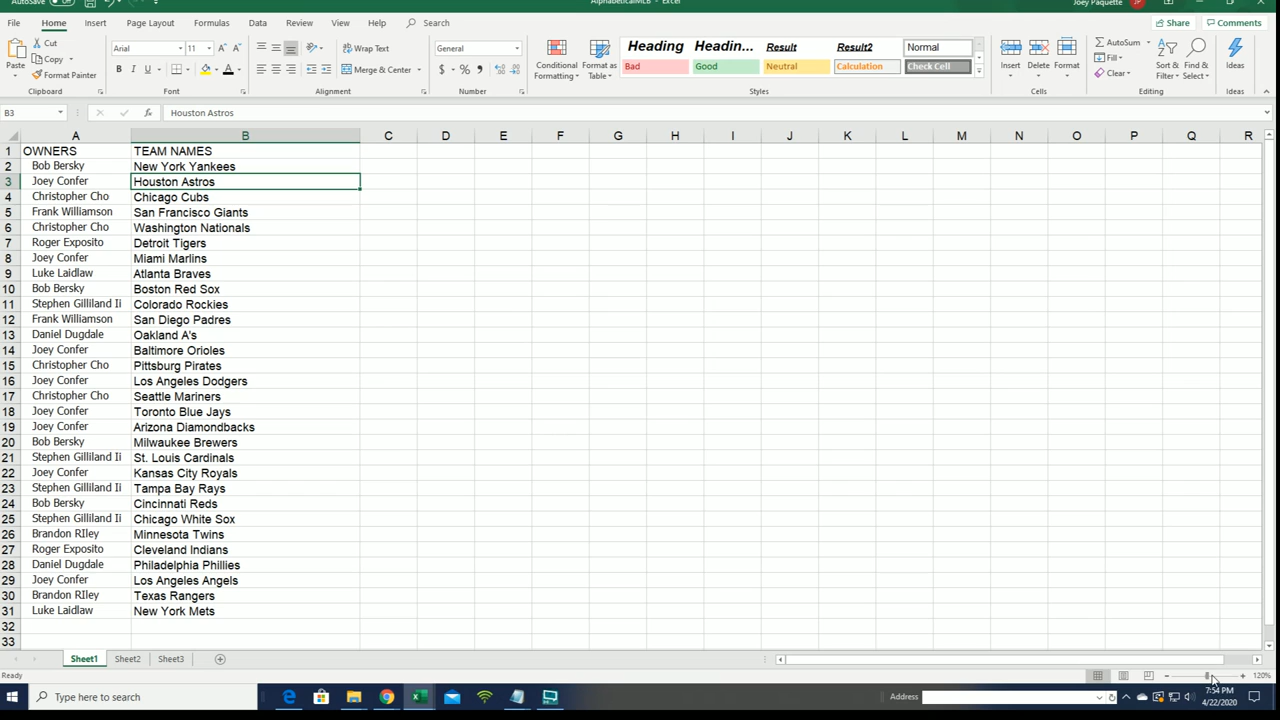 AutoSave Off AlphabeticalMLB - Excel Joey Paquette JP
File Home Insert Page Layout Formulas Data Review View Help Search Share Comments
Paste Cut Copy Format Painter
Arial 11 Wrap Text General
B I U A Merge & Center $ % ,
Conditional Formatting Format as Table
Heading Headin... Result Result2 Normal
Bad Good Neutral Calculation Check Cell
Insert Delete Format
AutoSum Fill Clear Sort & Filter Find & Select Ideas
Clipboard Font Alignment Number Styles Cells Editing Ideas
B3 fx Houston Astros
A B C D E F G H I J K L M N O P Q R
1 OWNERS TEAM NAMES
2 Bob Bersky New York Yankees
3 Joey Confer Houston Astros
4 Christopher Cho Chicago Cubs
5 Frank Williamson San Francisco Giants
6 Christopher Cho Washington Nationals
7 Roger Exposito Detroit Tigers
8 Joey Confer Miami Marlins
9 Luke Laidlaw Atlanta Braves
10 Bob Bersky Boston Red Sox
11 Stephen Gilliland Ii Colorado Rockies
12 Frank Williamson San Diego Padres
13 Daniel Dugdale Oakland A's
14 Joey Confer Baltimore Orioles
15 Christopher Cho Pittsburg Pirates
16 Joey Confer Los Angeles Dodgers
17 Christopher Cho Seattle Mariners
18 Joey Confer Toronto Blue Jays
19 Joey Confer Arizona Diamondbacks
20 Bob Bersky Milwaukee Brewers
21 Stephen Gilliland Ii St. Louis Cardinals
22 Joey Confer Kansas City Royals
23 Stephen Gilliland Ii Tampa Bay Rays
24 Bob Bersky Cincinnati Reds
25 Stephen Gilliland Ii Chicago White Sox
26 Brandon RIley Minnesota Twins
27 Roger Exposito Cleveland Indians
28 Daniel Dugdale Philadelphia Phillies
29 Joey Confer Los Angeles Angels
30 Brandon RIley Texas Rangers
31 Luke Laidlaw New York Mets
32
33
Sheet1 Sheet2 Sheet3
Ready 120%
Type here to search Address 7:54 PM
4/22/2020